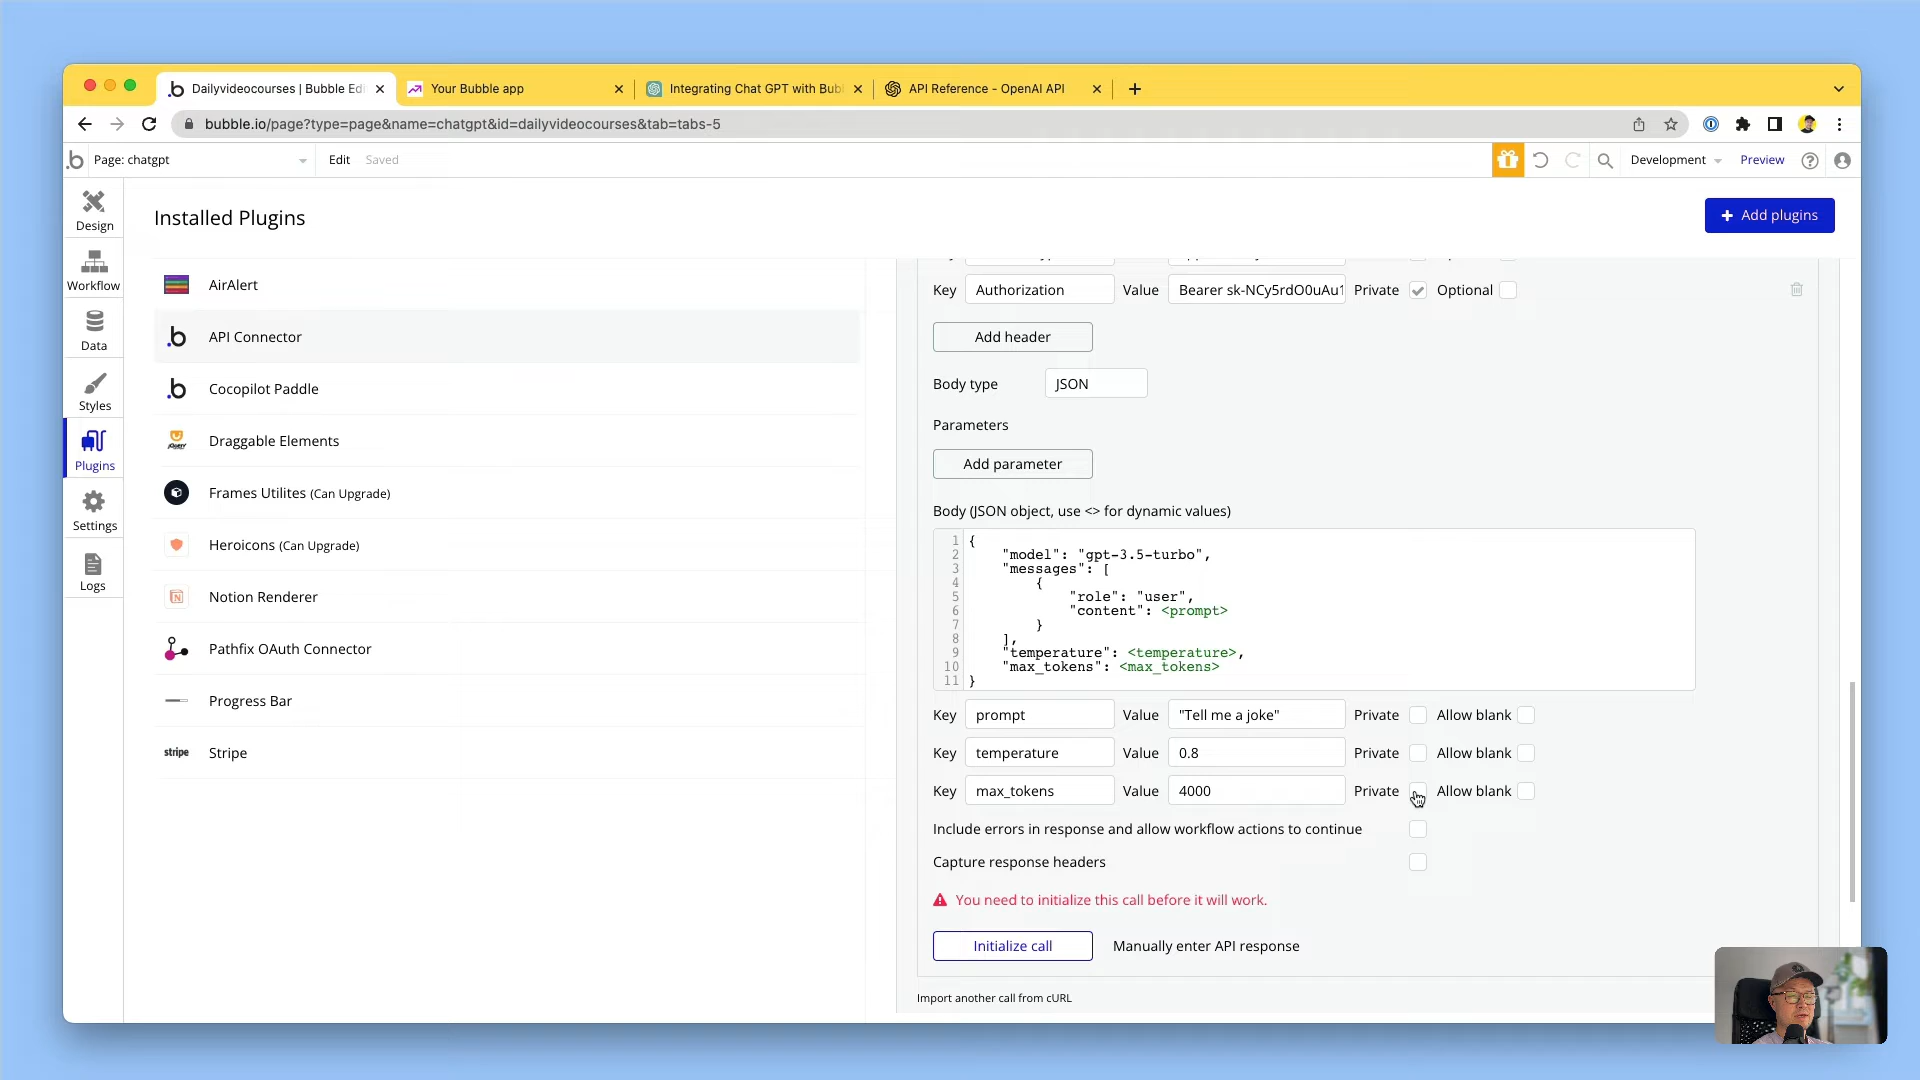 Dailyvideocourses | Bubble Ed
Your Bubble app
Integrating Chat GPT with Bub
API Reference - OpenAI API
bubble.io/page?type=page&name=chatgpt&id=dailyvideocourses&tab=tabs-5
Page: chatgpt
Edit
Saved
Development
Preview
Design
Workflow
Data
Styles
Plugins
Settings
Logs
Installed Plugins
Add plugins
AirAlert
API Connector
Cocopilot Paddle
Draggable Elements
Frames Utilites (Can Upgrade)
Heroicons (Can Upgrade)
Notion Renderer
Pathfix OAuth Connector
Progress Bar
stripe Stripe
Key Authorization Value Bearer sk-NCy5rdO0uAu1 Private Optional
Add header
Body type JSON
Parameters
Add parameter
Body (JSON object, use <> for dynamic values)
1 {
2 "model": "gpt-3.5-turbo",
3 "messages": [
4 {
5 "role": "user",
6 "content": <prompt>
7 }
8 ],
9 "temperature": <temperature>,
10 "max_tokens": <max_tokens>
11 }
Key prompt Value "Tell me a joke" Private Allow blank
Key temperature Value 0.8 Private Allow blank
Key max_tokens Value 4000 Private Allow blank
Include errors in response and allow workflow actions to continue
Capture response headers
You need to initialize this call before it will work.
Initialize call Manually enter API response
Import another call from cURL